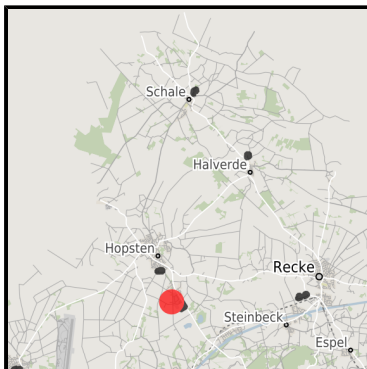 Schale
Halverde
Hopsten
Recke
Steinbeck
Espel